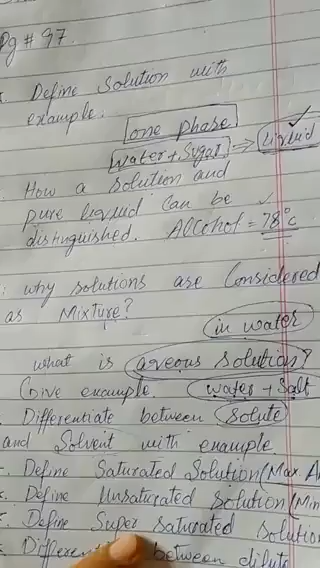 Pg # 97.
Define Solution with
example.
one phase
water + Sugar → Liquid
How a Solution and
pure liquid can be
distinguished. Alcohol = 78°c
why solutions are Considered
as Mixture?
in water
what is aqeous solution?
Give example. water + Salt
Differentiate between Solute
and Solvent with example.
Define Saturated Solution (Max.
Define Unsaturated Solution (Min
Define Super saturated Solution
between dilute